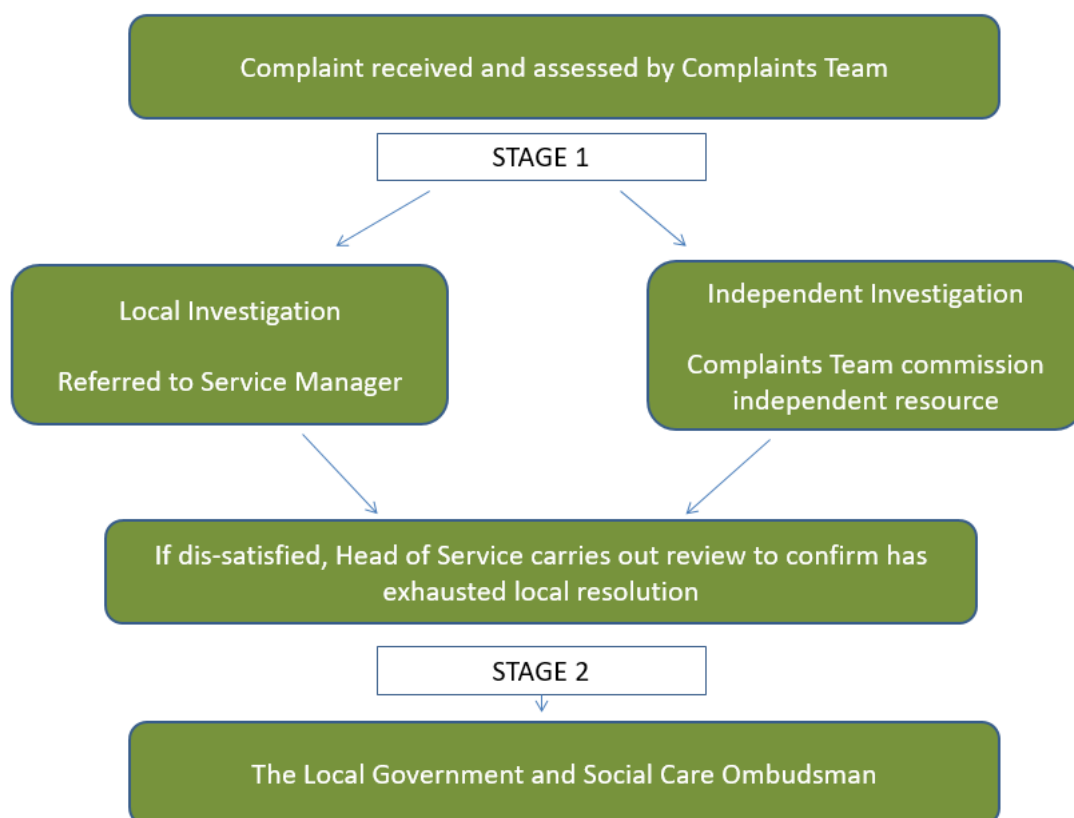 Complaint received and assessed by Complaints Team
STAGE 1
Local Investigation
Referred to Service Manager
Independent Investigation
Complaints Team commission
independent resource
If dis-satisfied, Head of Service carries out review to confirm has
exhausted local resolution
STAGE 2
The Local Government and Social Care Ombudsman